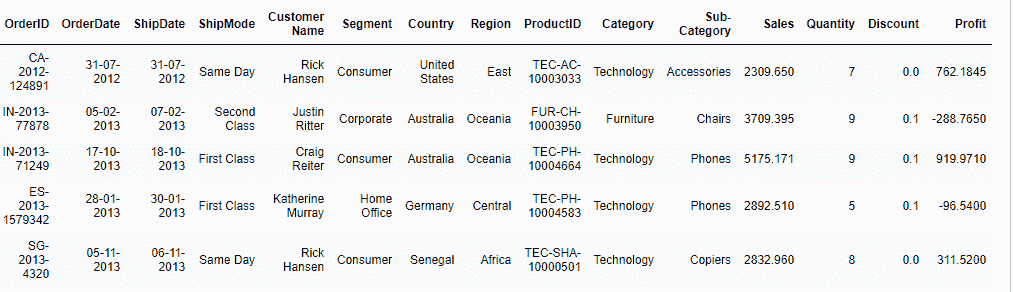 OrderID OrderDate ShipDate ShipMode Customer Name Segment Country Region ProductID Category Sub-Category Sales Quantity Discount Profit
CA-2012-124891 31-07-2012 31-07-2012 Same Day Rick Hansen Consumer United States East TEC-AC-10003033 Technology Accessories 2309.650 7 0.0 762.1845
IN-2013-77878 05-02-2013 07-02-2013 Second Class Justin Ritter Corporate Australia Oceania FUR-CH-10003950 Furniture Chairs 3709.395 9 0.1 -288.7650
IN-2013-71249 17-10-2013 18-10-2013 First Class Craig Reiter Consumer Australia Oceania TEC-PH-10004664 Technology Phones 5175.171 9 0.1 919.9710
ES-2013-1579342 28-01-2013 30-01-2013 First Class Katherine Murray Home Office Germany Central TEC-PH-10004583 Technology Phones 2892.510 5 0.1 -96.5400
SG-2013-4320 05-11-2013 06-11-2013 Same Day Rick Hansen Consumer Senegal Africa TEC-SHA-10000501 Technology Copiers 2832.960 8 0.0 311.5200